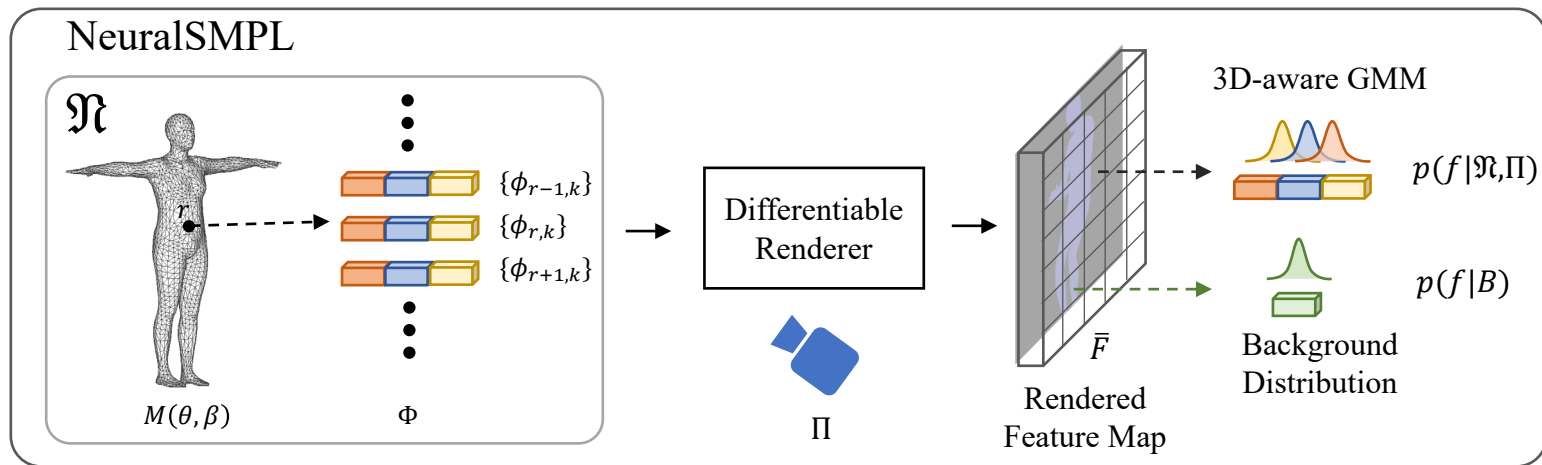 NeuralSMPL
𝔑
r
M(θ, β)
{ϕ_{r−1,k}}
{ϕ_{r,k}}
{ϕ_{r+1,k}}
Φ
Differentiable
Renderer
Π
F̄
Rendered
Feature Map
3D-aware GMM
p(f|𝔑,Π)
p(f|B)
Background
Distribution